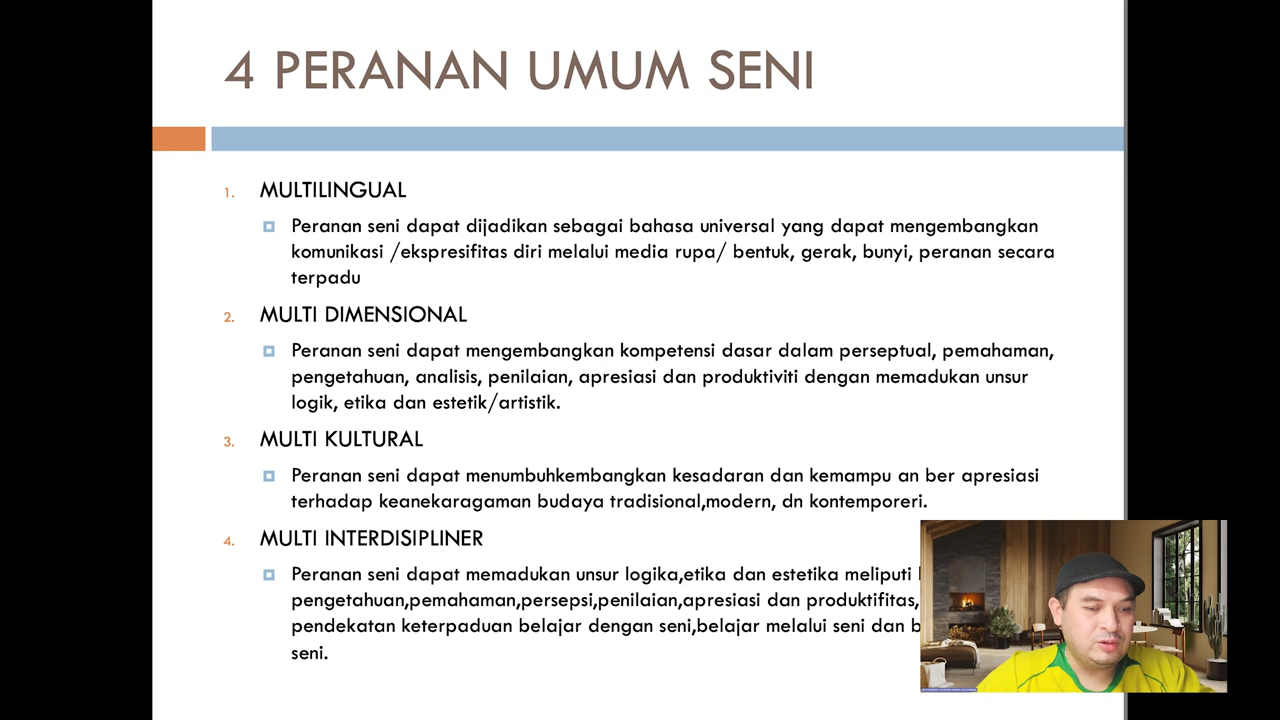 4 PERANAN UMUM SENI
1. MULTILINGUAL
Peranan seni dapat dijadikan sebagai bahasa universal yang dapat mengembangkan
komunikasi /ekspresifitas diri melalui media rupa/ bentuk, gerak, bunyi, peranan secara
terpadu
2. MULTI DIMENSIONAL
Peranan seni dapat mengembangkan kompetensi dasar dalam perseptual, pemahaman,
pengetahuan, analisis, penilaian, apresiasi dan produktiviti dengan memadukan unsur
logik, etika dan estetik/artistik.
3. MULTI KULTURAL
Peranan seni dapat menumbuhkembangkan kesadaran dan kemampu an ber apresiasi
terhadap keanekaragaman budaya tradisional,modern, dn kontemporeri.
4. MULTI INTERDISIPLINER
Peranan seni dapat memadukan unsur logika,etika dan estetika meliputi
pengetahuan,pemahaman,persepsi,penilaian,apresiasi dan produktifitas,
pendekatan keterpaduan belajar dengan seni,belajar melalui seni dan
seni.